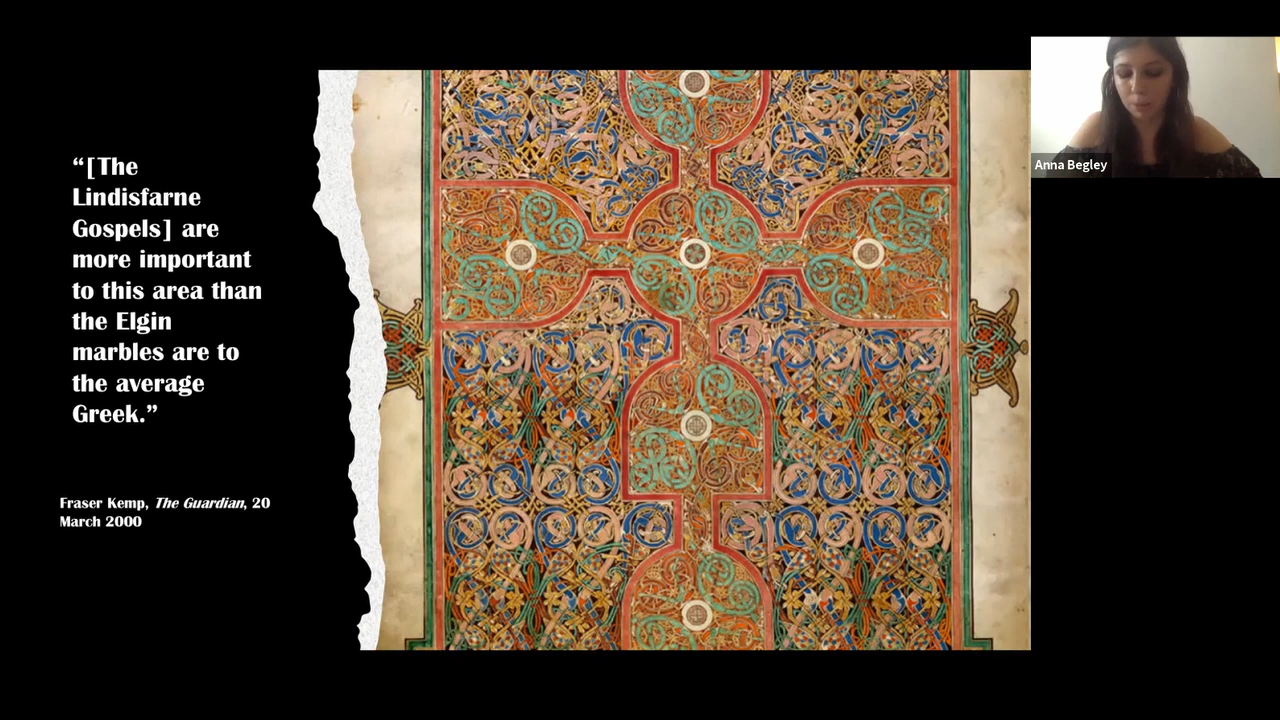 “[The
Lindisfarne
Gospels] are
more important
to this area than
the Elgin
marbles are to
the average
Greek.”
Fraser Kemp, The Guardian, 20
March 2000
Anna Begley